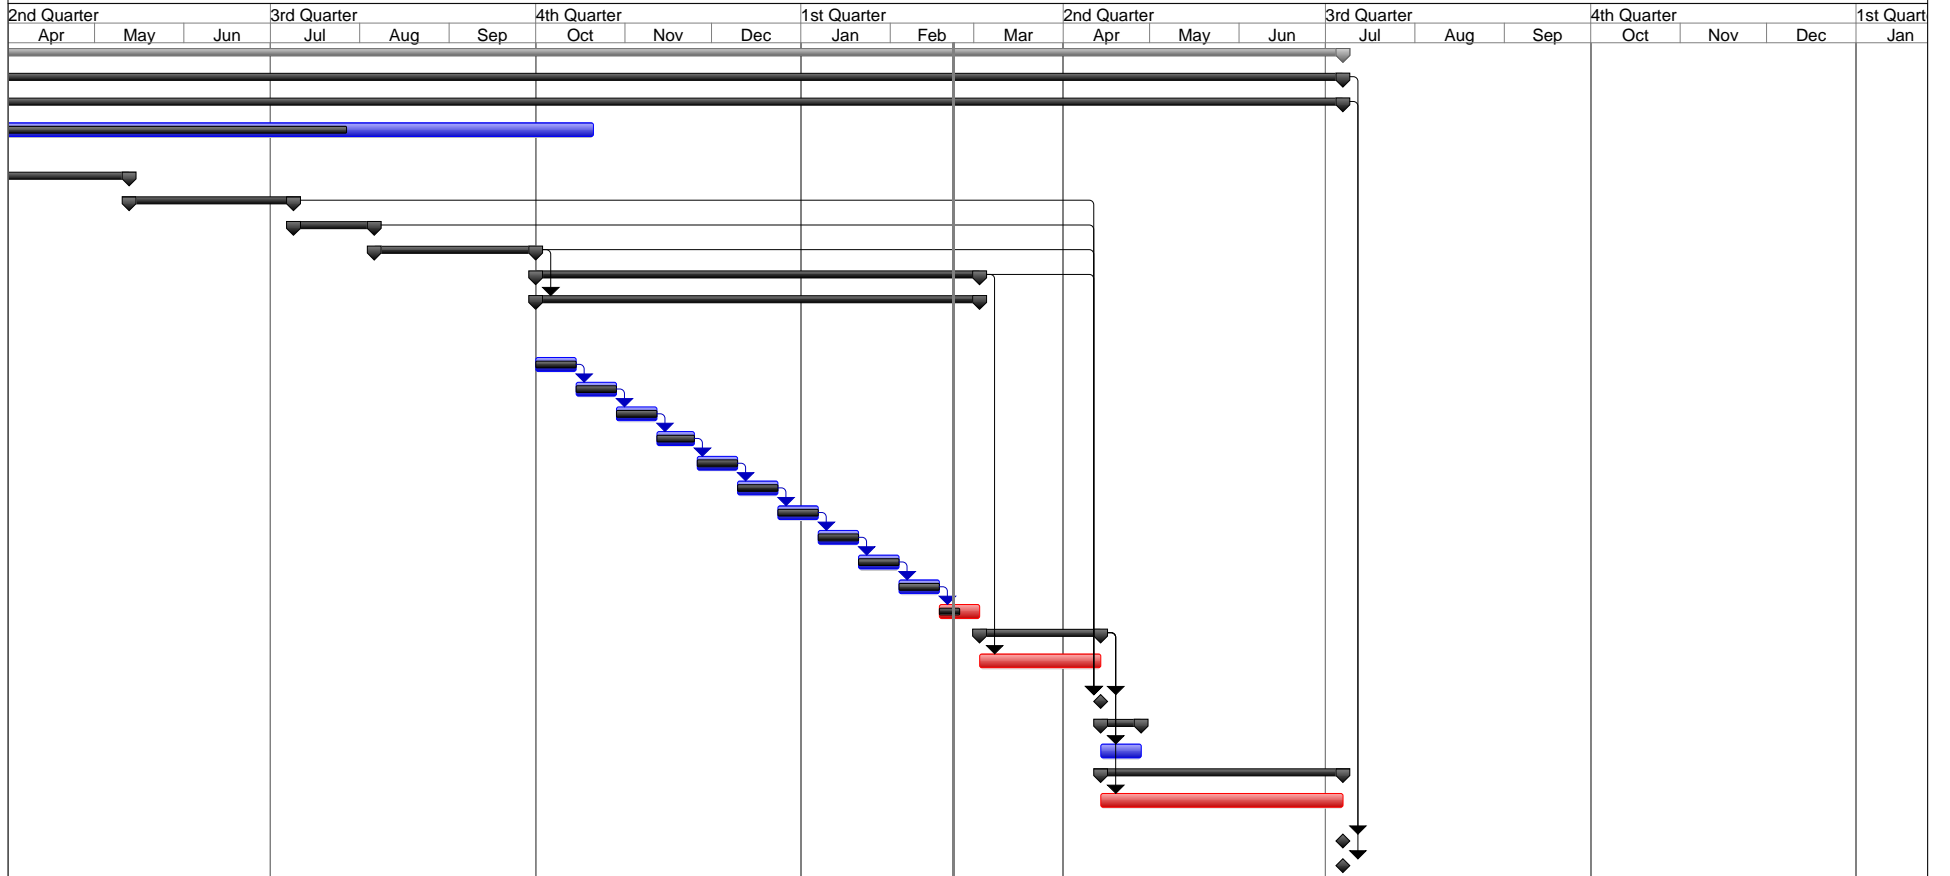 2nd Quarter 3rd Quarter 4th Quarter 1st Quarter 2nd Quarter 3rd Quarter 4th Quarter 1st Quart
Apr May Jun Jul Aug Sep Oct Nov Dec Jan Feb Mar Apr May Jun Jul Aug Sep Oct Nov Dec Jan